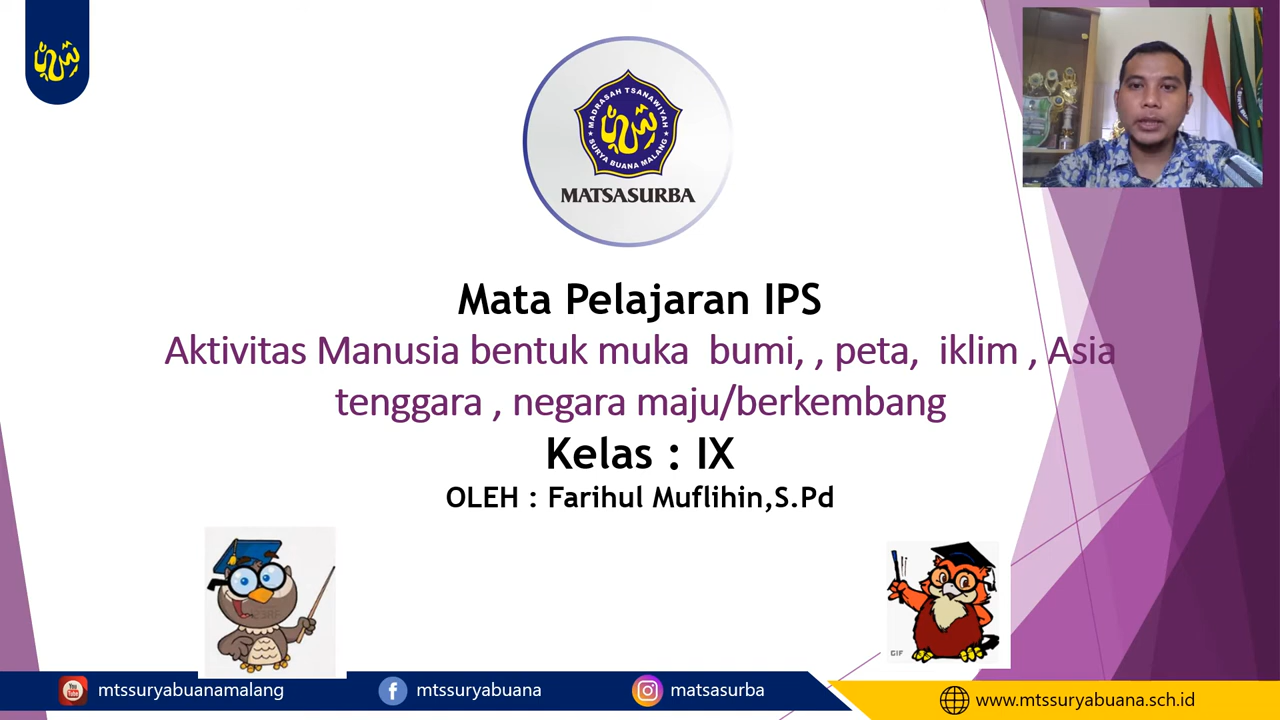 MADRASAH TSANAWIYAH
SURYA BUANA MALANG
MATSASURBA
Mata Pelajaran IPS
Aktivitas Manusia bentuk muka  bumi, , peta,  iklim , Asia
tenggara , negara maju/berkembang
Kelas : IX
OLEH : Farihul Muflihin,S.Pd
GIF
mtssuryabuanamalang
mtssuryabuana
matsasurba
www.mtssuryabuana.sch.id